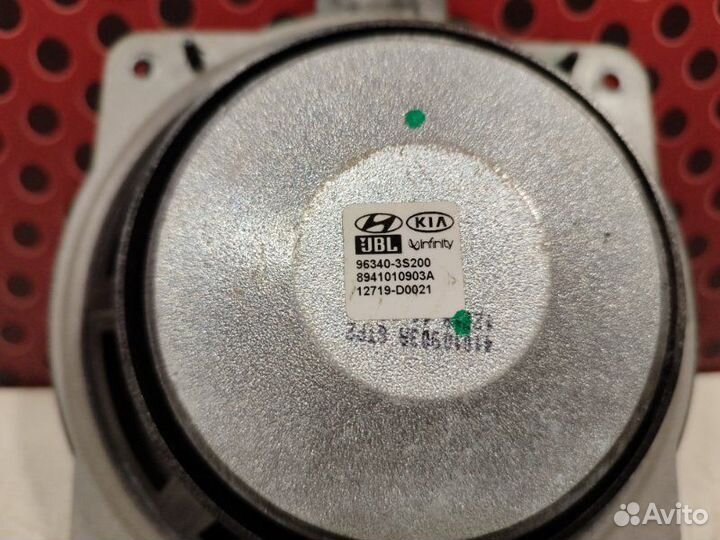 KIA
JBL infinity
96340-3S200
8941010903A
12719-D0021
Avito